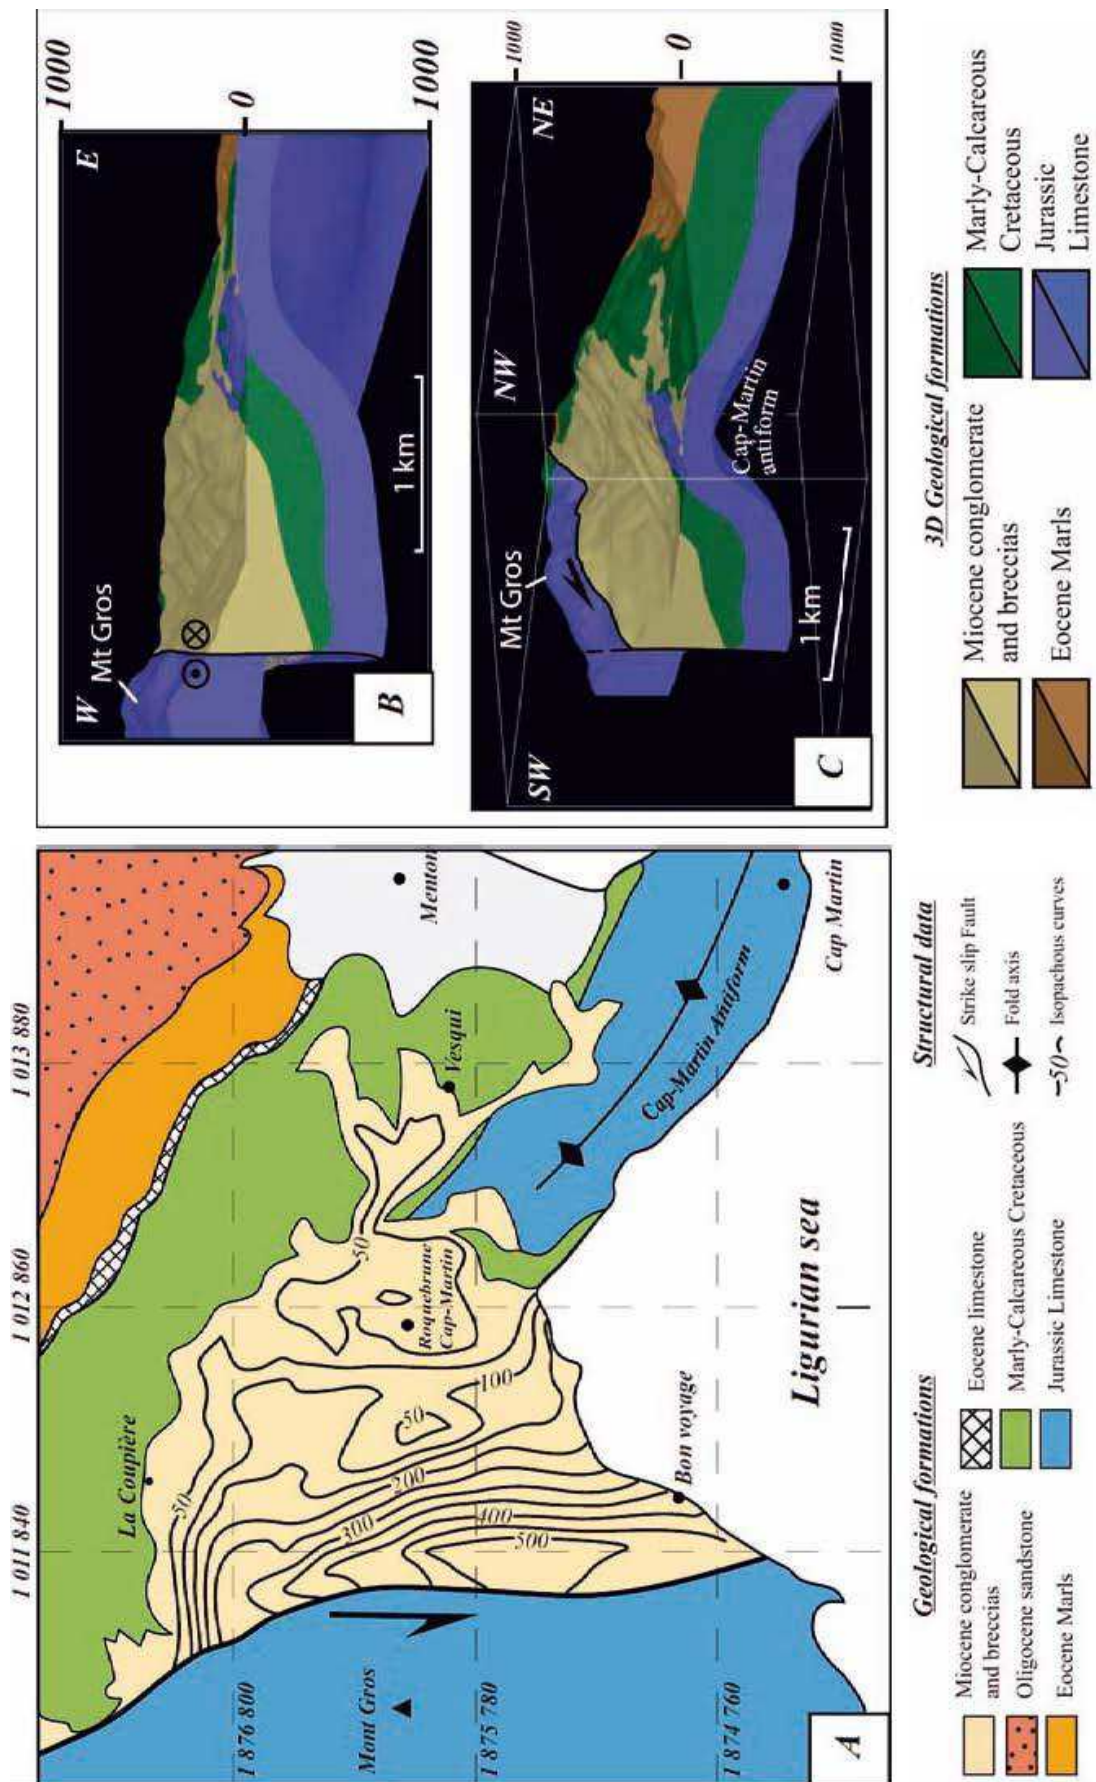 1 011 840
1 012 860
1 013 880
La Coupière
50
50
Vesqui
Menton
Roquebrune
Cap-Martin
50
100
200
300
400
500
1 876 800
Mont Gros
1 875 780
Bon voyage
Cap-Martin Antiform
1 874 760
Ligurian sea
Cap Martin
A
W
E
Mt Gros
1000
0
1000
1 km
B
SW
NW
NE
Mt Gros
1000
0
1000
Cap-Martin
antiform
1 km
C
Geological formations
Miocene conglomerate
and breccias
Oligocene sandstone
Eocene Marls
Eocene limestone
Marly-Calcareous Cretaceous
Jurassic Limestone
Structural data
Strike slip Fault
Fold axis
50 Isopachous curves
3D Geological formations
Miocene conglomerate
and breccias
Eocene Marls
Marly-Calcareous
Cretaceous
Jurassic
Limestone